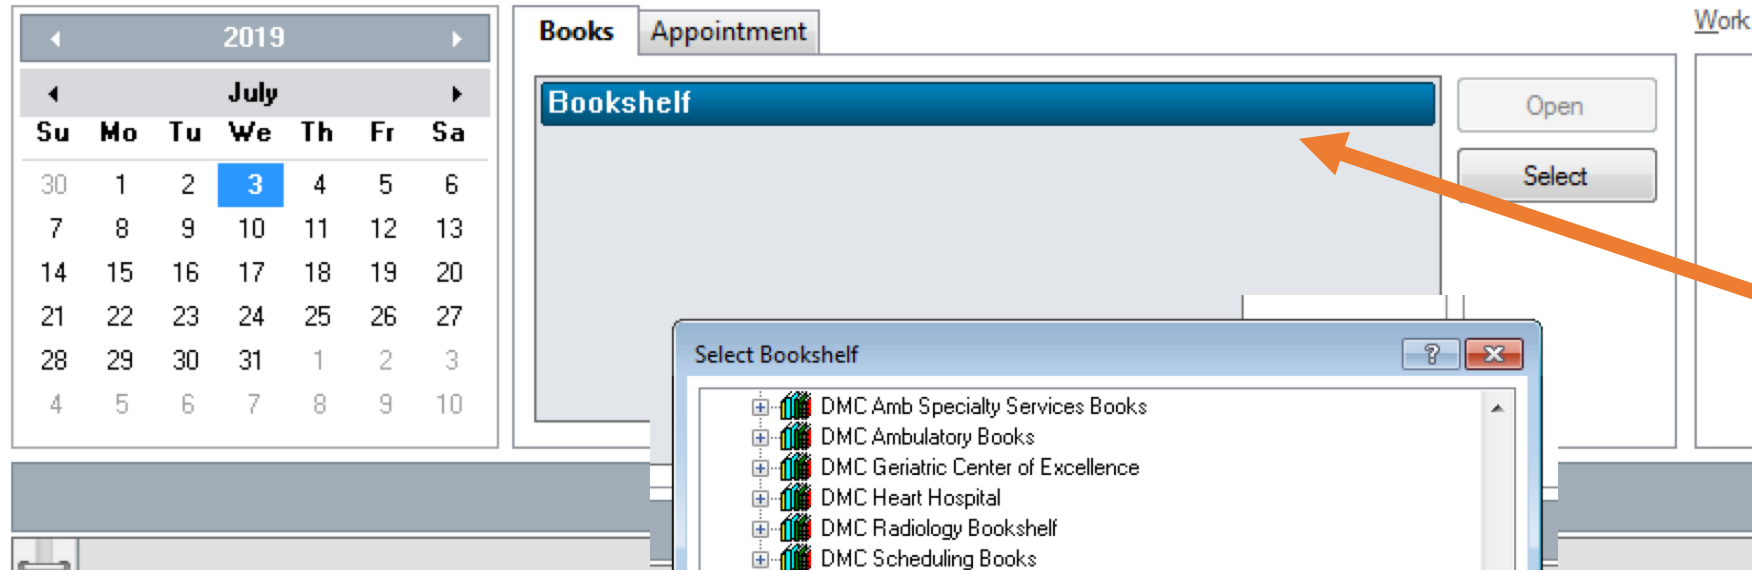 2019
July
Su Mo Tu We Th Fr Sa
30 1 2 3 4 5 6
7 8 9 10 11 12 13
14 15 16 17 18 19 20
21 22 23 24 25 26 27
28 29 30 31 1 2 3
4 5 6 7 8 9 10
Books Appointment
Bookshelf
Open
Select
Work
Select Bookshelf
DMC Amb Specialty Services Books
DMC Ambulatory Books
DMC Geriatric Center of Excellence
DMC Heart Hospital
DMC Radiology Bookshelf
DMC Scheduling Books